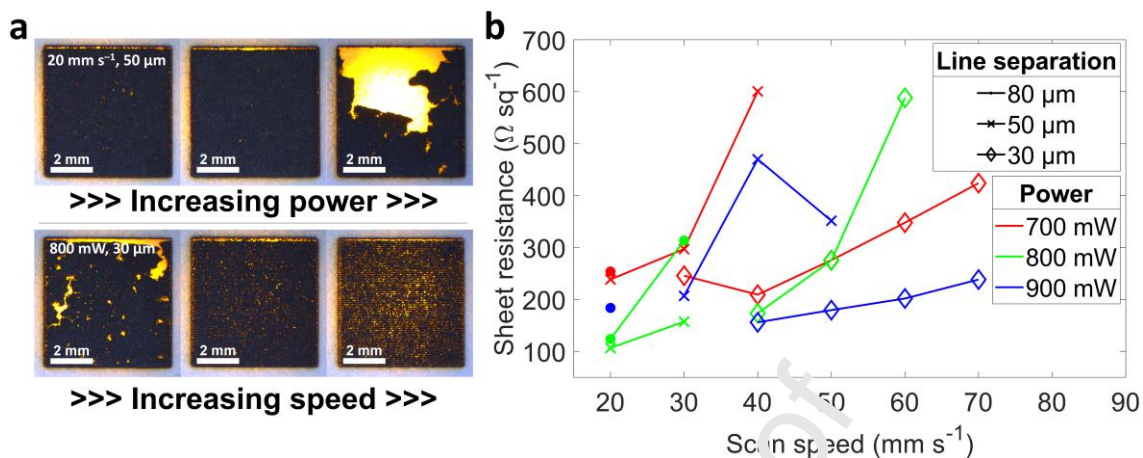 a
20 mm s⁻¹, 50 µm
2 mm
2 mm
2 mm
>>> Increasing power >>>
800 mW, 30 µm
2 mm
2 mm
2 mm
>>> Increasing speed >>>
b
Sheet resistance (Ω sq⁻¹)
700
600
500
400
300
200
100
20 30 40 50 60 70 80 90
Scan speed (mm s⁻¹)
Line separation
80 µm
50 µm
30 µm
Power
700 mW
800 mW
900 mW